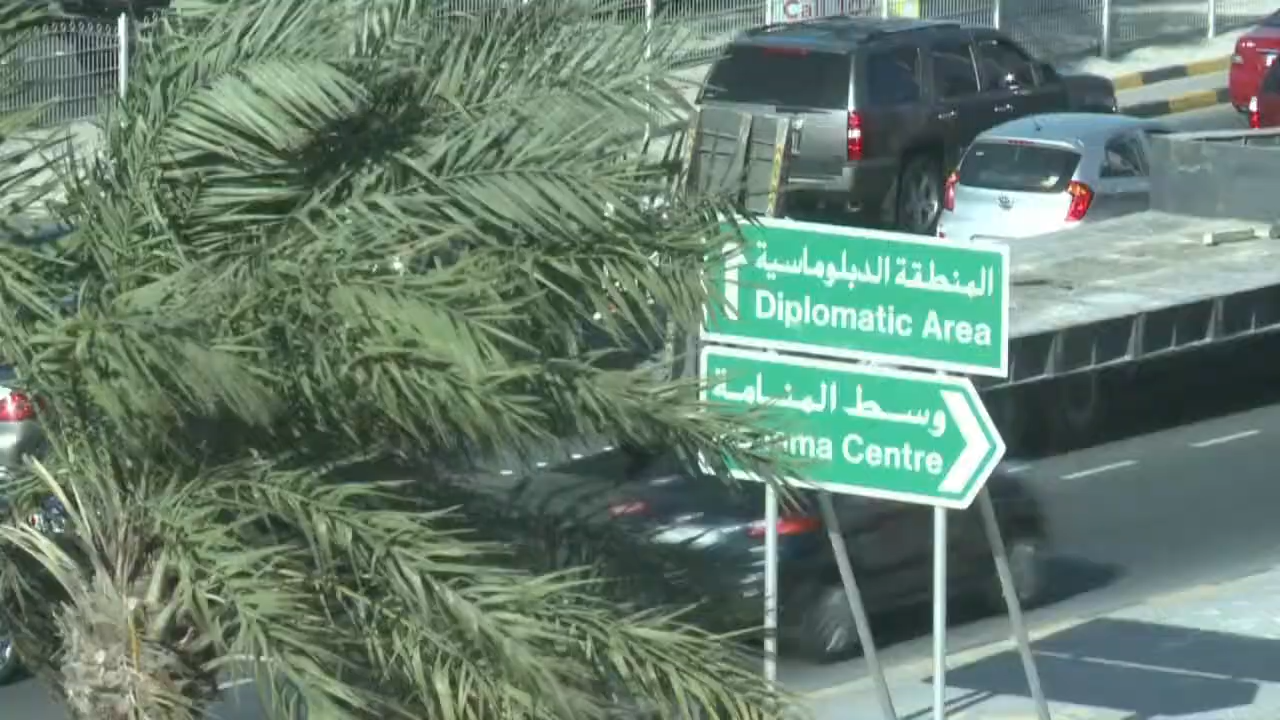 المنطقة الدبلوماسية
Diplomatic Area
وسط المنامة
Centre